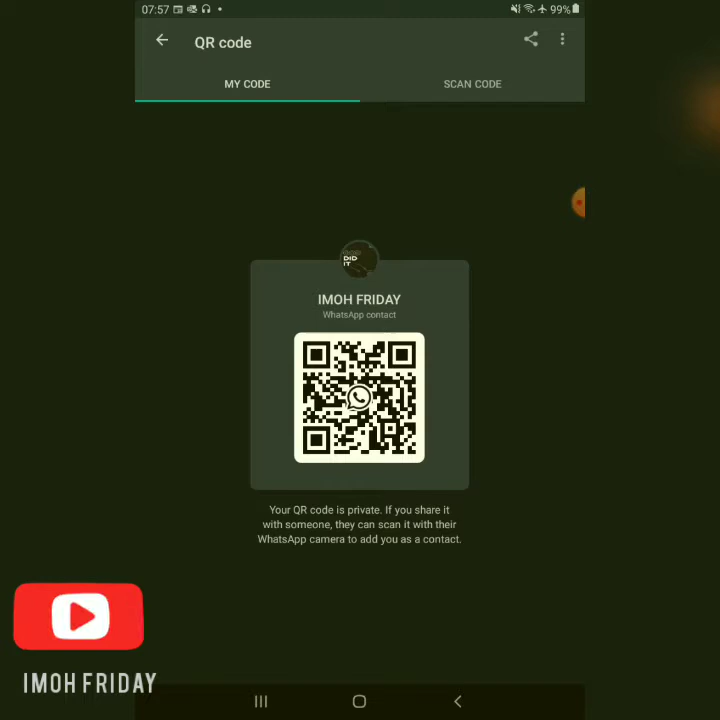 07:57
99%
QR code
MY CODE
SCAN CODE
DID
IT
IMOH FRIDAY
WhatsApp contact
Your QR code is private. If you share it
with someone, they can scan it with their
WhatsApp camera to add you as a contact.
IMOH FRIDAY